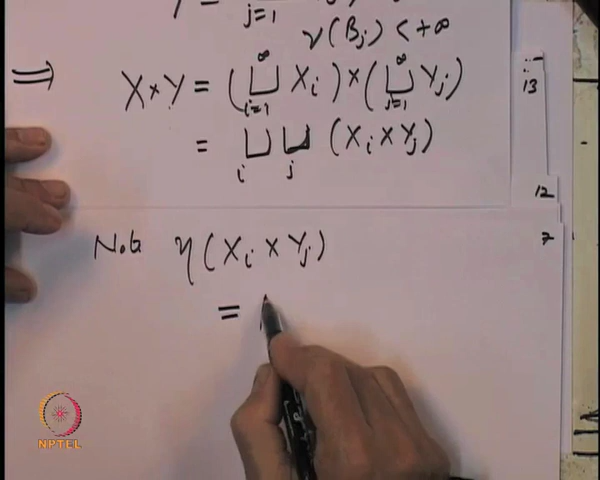 j=1
ν(Bj) < +∞
⟹ X×Y = (⊔_{i=1}^{∞} Xi) × (⊔_{j=1}^{∞} Yj)
= ⊔_i ⊔_j (Xi × Yj)
13
12
Note η(Xi × Yj)
7
=
NPTEL